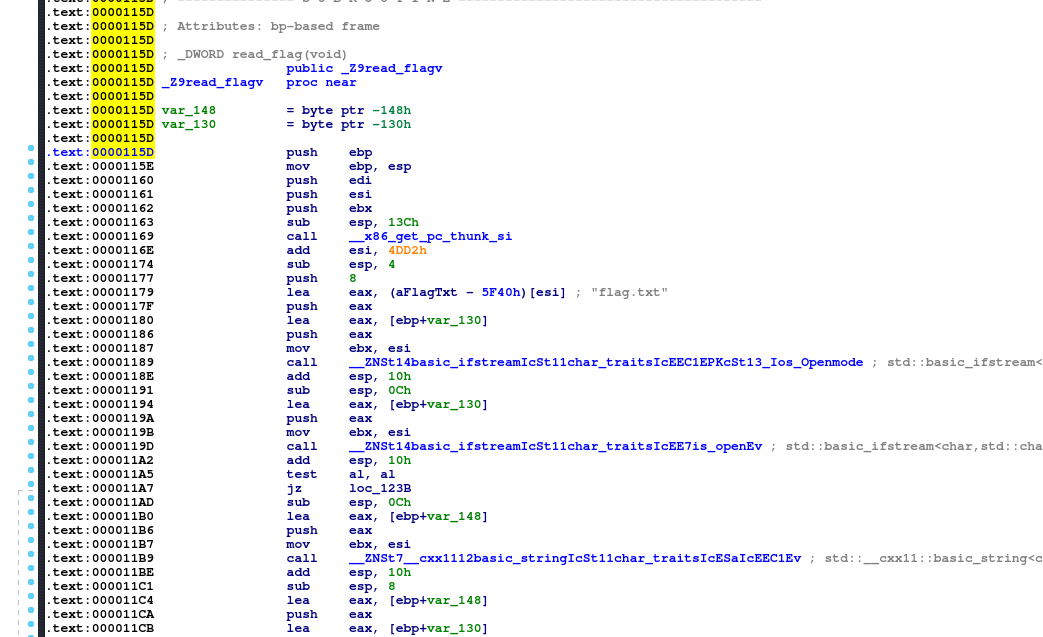 .text:0000115D ; --------------- S U B R O U T I N E ---------------------------------------
.text:0000115D
.text:0000115D ; Attributes: bp-based frame
.text:0000115D
.text:0000115D ; _DWORD read_flag(void)
.text:0000115D public _Z9read_flagv
.text:0000115D _Z9read_flagv proc near
.text:0000115D
.text:0000115D var_148 = byte ptr -148h
.text:0000115D var_130 = byte ptr -130h
.text:0000115D
.text:0000115D push ebp
.text:0000115E mov ebp, esp
.text:00001160 push edi
.text:00001161 push esi
.text:00001162 push ebx
.text:00001163 sub esp, 13Ch
.text:00001169 call __x86_get_pc_thunk_si
.text:0000116E add esi, 4DD2h
.text:00001174 sub esp, 4
.text:00001177 push 8
.text:00001179 lea eax, (aFlagTxt - 5F40h)[esi] ; "flag.txt"
.text:0000117F push eax
.text:00001180 lea eax, [ebp+var_130]
.text:00001186 push eax
.text:00001187 mov ebx, esi
.text:00001189 call __ZNSt14basic_ifstreamIcSt11char_traitsIcEEC1EPKcSt13_Ios_Openmode ; std::basic_ifstream<
.text:0000118E add esp, 10h
.text:00001191 sub esp, 0Ch
.text:00001194 lea eax, [ebp+var_130]
.text:0000119A push eax
.text:0000119B mov ebx, esi
.text:0000119D call __ZNSt14basic_ifstreamIcSt11char_traitsIcEE7is_openEv ; std::basic_ifstream<char,std::cha
.text:000011A2 add esp, 10h
.text:000011A5 test al, al
.text:000011A7 jz loc_123B
.text:000011AD sub esp, 0Ch
.text:000011B0 lea eax, [ebp+var_148]
.text:000011B6 push eax
.text:000011B7 mov ebx, esi
.text:000011B9 call __ZNSt7__cxx1112basic_stringIcSt11char_traitsIcESaIcEEC1Ev ; std::__cxx11::basic_string<c
.text:000011BE add esp, 10h
.text:000011C1 sub esp, 8
.text:000011C4 lea eax, [ebp+var_148]
.text:000011CA push eax
.text:000011CB lea eax, [ebp+var_130]